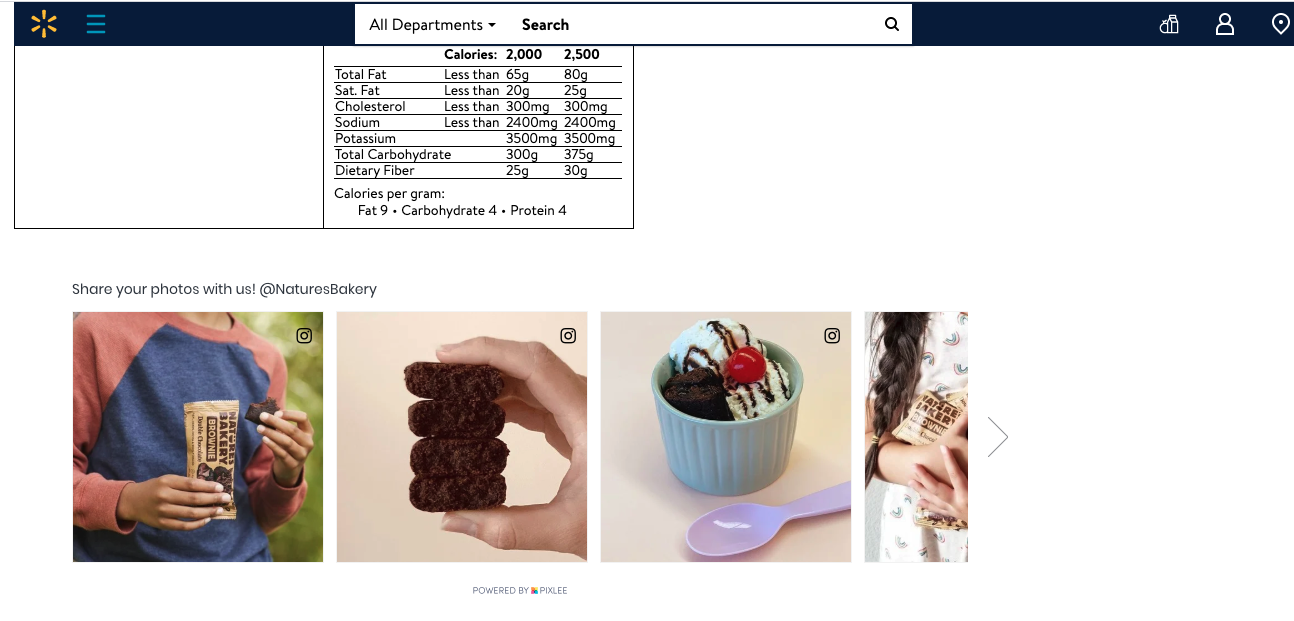 All Departments Search
Calories: 2,000 2,500
Total Fat Less than 65g 80g
Sat. Fat Less than 20g 25g
Cholesterol Less than 300mg 300mg
Sodium Less than 2400mg 2400mg
Potassium 3500mg 3500mg
Total Carbohydrate 300g 375g
Dietary Fiber 25g 30g
Calories per gram:
Fat 9 • Carbohydrate 4 • Protein 4
Share your photos with us! @NaturesBakery
NATURE'S
BAKERY
BROWNIE
Double Chocolate
BAKERY
BROWNIE
POWERED BY PIXLEE